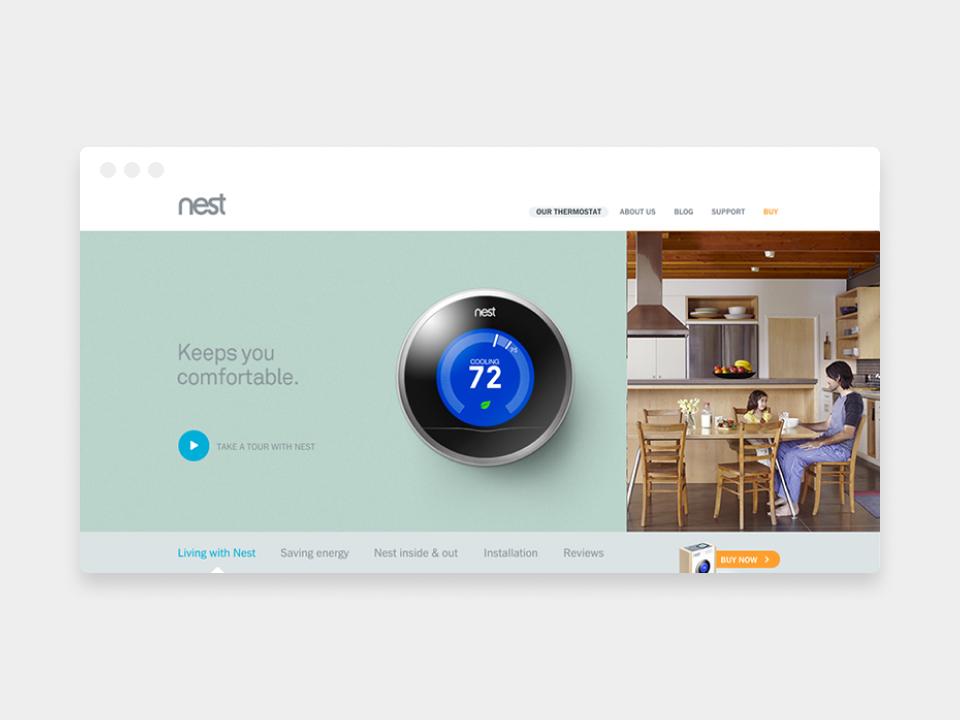 nest
OUR THERMOSTAT ABOUT US BLOG SUPPORT BUY
nest
COOLING
72
Keeps you
comfortable.
TAKE A TOUR WITH NEST
Living with Nest Saving energy Nest inside & out Installation Reviews
BUY NOW